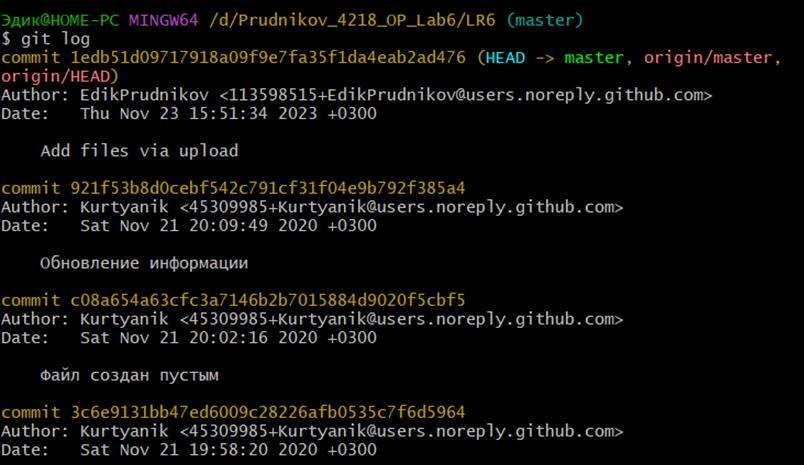 Эдик@HOME-PC MINGW64 /d/Prudnikov_4218_OP_Lab6/LR6 (master)
$ git log
commit 1edb51d09717918a09f9e7fa35f1da4eab2ad476 (HEAD -> master, origin/master,
origin/HEAD)
Author: EdikPrudnikov <113598515+EdikPrudnikov@users.noreply.github.com>
Date:   Thu Nov 23 15:51:34 2023 +0300
    Add files via upload
commit 921f53b8d0cebf542c791cf31f04e9b792f385a4
Author: Kurtyanik <45309985+Kurtyanik@users.noreply.github.com>
Date:   Sat Nov 21 20:09:49 2020 +0300
    Обновление информации
commit c08a654a63cfc3a7146b2b7015884d9020f5cbf5
Author: Kurtyanik <45309985+Kurtyanik@users.noreply.github.com>
Date:   Sat Nov 21 20:02:16 2020 +0300
    Файл создан пустым
commit 3c6e9131bb47ed6009c28226afb0535c7f6d5964
Author: Kurtyanik <45309985+Kurtyanik@users.noreply.github.com>
Date:   Sat Nov 21 19:58:20 2020 +0300